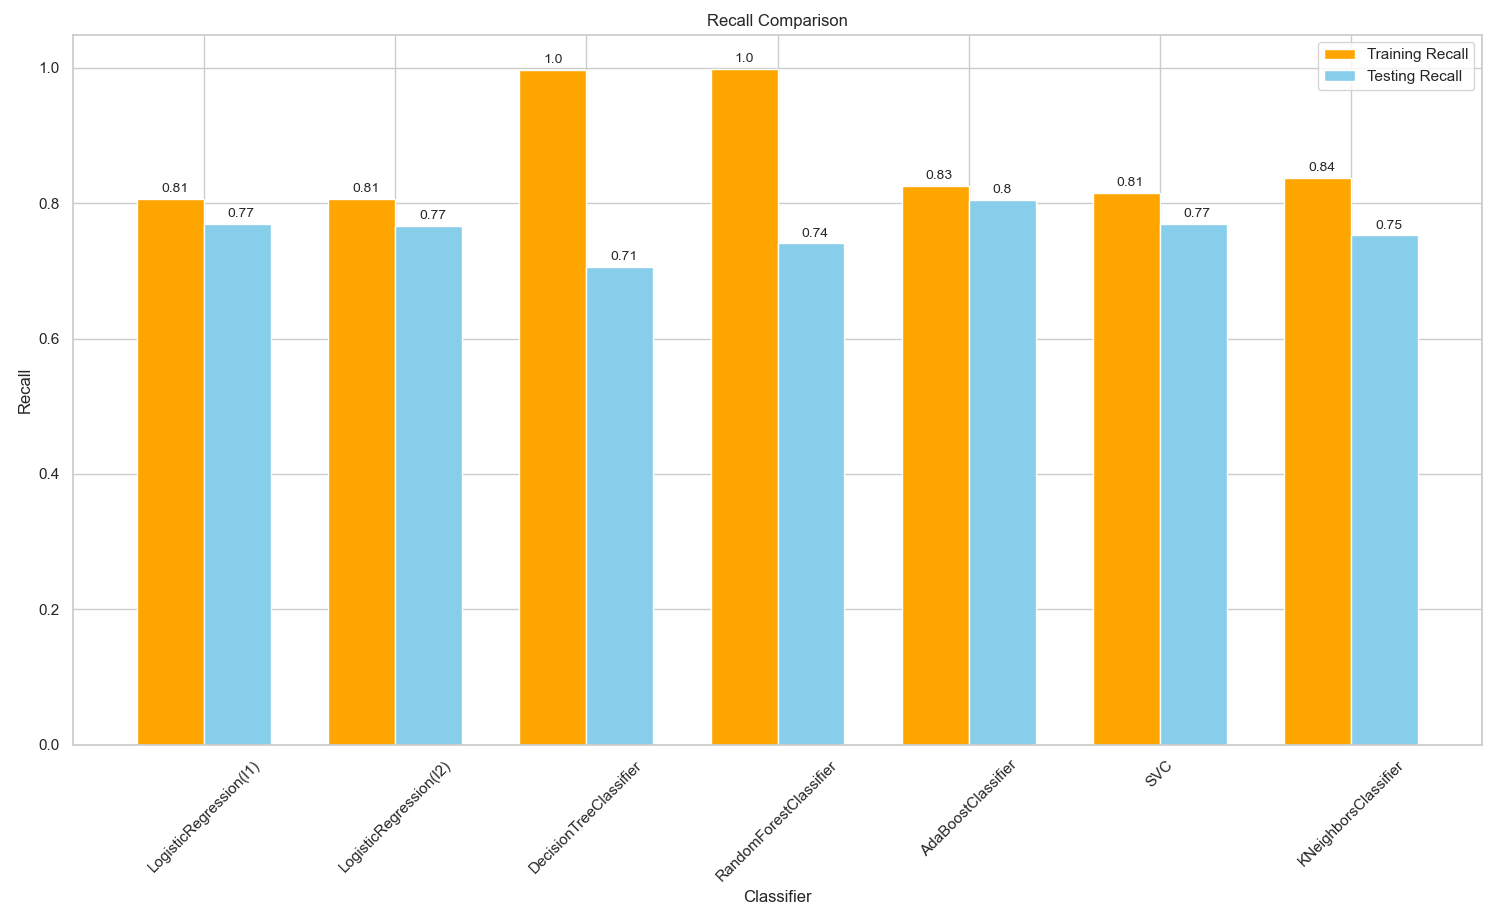 Recall Comparison
Training Recall
Testing Recall
Recall
1.0
0.8
0.6
0.4
0.2
0.0
0.81
0.77
0.81
0.77
1.0
0.71
1.0
0.74
0.83
0.8
0.81
0.77
0.84
0.75
LogisticRegression(l1)
LogisticRegression(l2)
DecisionTreeClassifier
RandomForestClassifier
AdaBoostClassifier
SVC
KNeighborsClassifier
Classifier